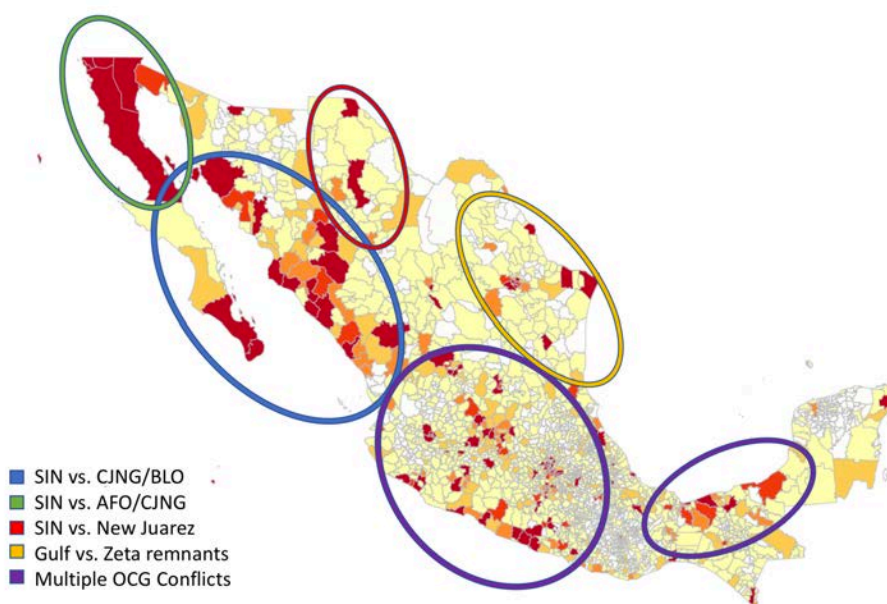 SIN vs. CJNG/BLO
SIN vs. AFO/CJNG
SIN vs. New Juarez
Gulf vs. Zeta remnants
Multiple OCG Conflicts